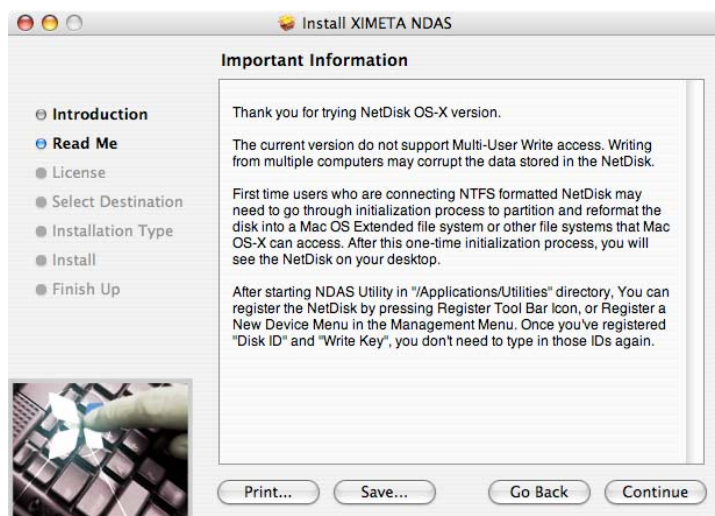 Install XIMETA NDAS
Important Information
Introduction
Read Me
License
Select Destination
Installation Type
Install
Finish Up
Thank you for trying NetDisk OS-X version.
The current version do not support Multi-User Write access. Writing
from multiple computers may corrupt the data stored in the NetDisk.
First time users who are connecting NTFS formatted NetDisk may
need to go through initialization process to partition and reformat the
disk into a Mac OS Extended file system or other file systems that Mac
OS-X can access. After this one-time initialization process, you will
see the NetDisk on your desktop.
After starting NDAS Utility in "/Applications/Utilities" directory, You can
register the NetDisk by pressing Register Tool Bar Icon, or Register a
New Device Menu in the Management Menu. Once you've registered
"Disk ID" and "Write Key", you don't need to type in those IDs again.
Print...
Save...
Go Back
Continue